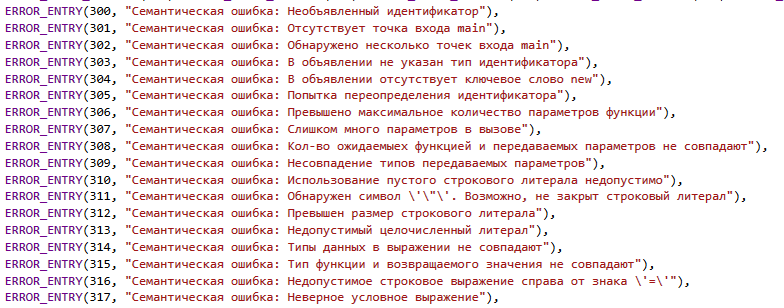 ERROR_ENTRY(300, "Семантическая ошибка: Необъявленный идентификатор"),
ERROR_ENTRY(301, "Семантическая ошибка: Отсутствует точка входа main"),
ERROR_ENTRY(302, "Семантическая ошибка: Обнаружено несколько точек входа main"),
ERROR_ENTRY(303, "Семантическая ошибка: В объявлении не указан тип идентификатора"),
ERROR_ENTRY(304, "Семантическая ошибка: В объявлении отсутствует ключевое слово new"),
ERROR_ENTRY(305, "Семантическая ошибка: Попытка переопределения идентификатора"),
ERROR_ENTRY(306, "Семантическая ошибка: Превышено максимальное количество параметров функции"),
ERROR_ENTRY(307, "Семантическая ошибка: Слишком много параметров в вызове"),
ERROR_ENTRY(308, "Семантическая ошибка: Кол-во ожидаемыех функцией и передаваемых параметров не совпадают"),
ERROR_ENTRY(309, "Семантическая ошибка: Несовпадение типов передаваемых параметров"),
ERROR_ENTRY(310, "Семантическая ошибка: Использование пустого строкового литерала недопустимо"),
ERROR_ENTRY(311, "Семантическая ошибка: Обнаружен символ \'\"\'. Возможно, не закрыт строковый литерал"),
ERROR_ENTRY(312, "Семантическая ошибка: Превышен размер строкового литерала"),
ERROR_ENTRY(313, "Семантическая ошибка: Недопустимый целочисленный литерал"),
ERROR_ENTRY(314, "Семантическая ошибка: Типы данных в выражении не совпадают"),
ERROR_ENTRY(315, "Семантическая ошибка: Тип функции и возвращаемого значения не совпадают"),
ERROR_ENTRY(316, "Семантическая ошибка: Недопустимое строковое выражение справа от знака \'=\'"),
ERROR_ENTRY(317, "Семантическая ошибка: Неверное условное выражение"),